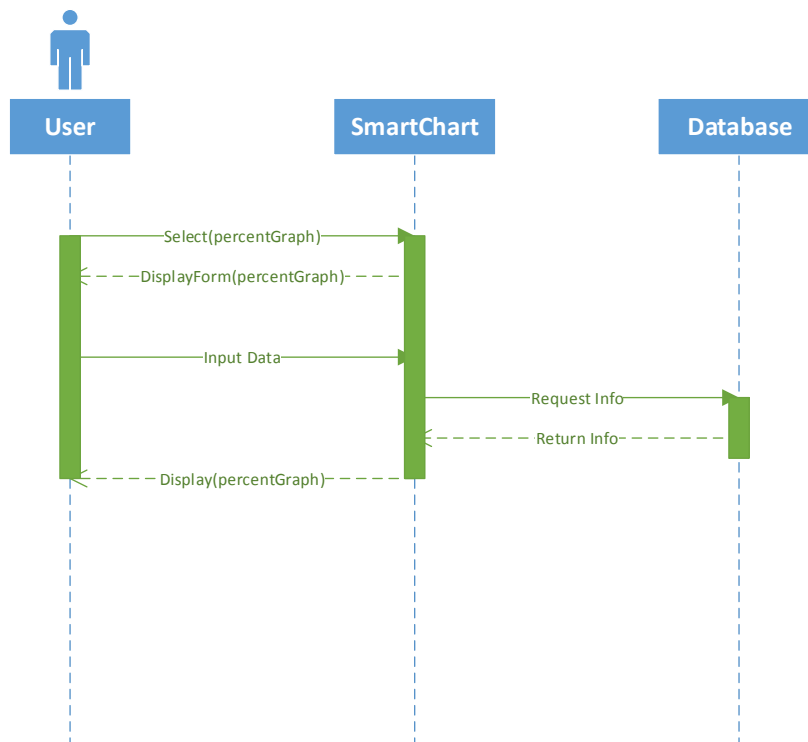 User
SmartChart
Database
Select(percentGraph)
DisplayForm(percentGraph)
Input Data
Request Info
Return Info
Display(percentGraph)